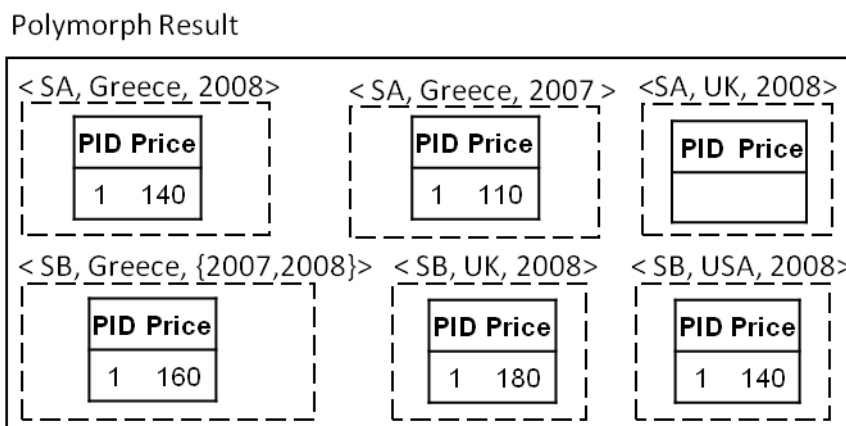 Polymorph Result
< SA, Greece, 2008> < SA, Greece, 2007 > <SA, UK, 2008>
PID Price PID Price PID Price
1 140 1 110
< SB, Greece, {2007,2008}> < SB, UK, 2008> < SB, USA, 2008>
PID Price PID Price PID Price
1 160 1 180 1 140